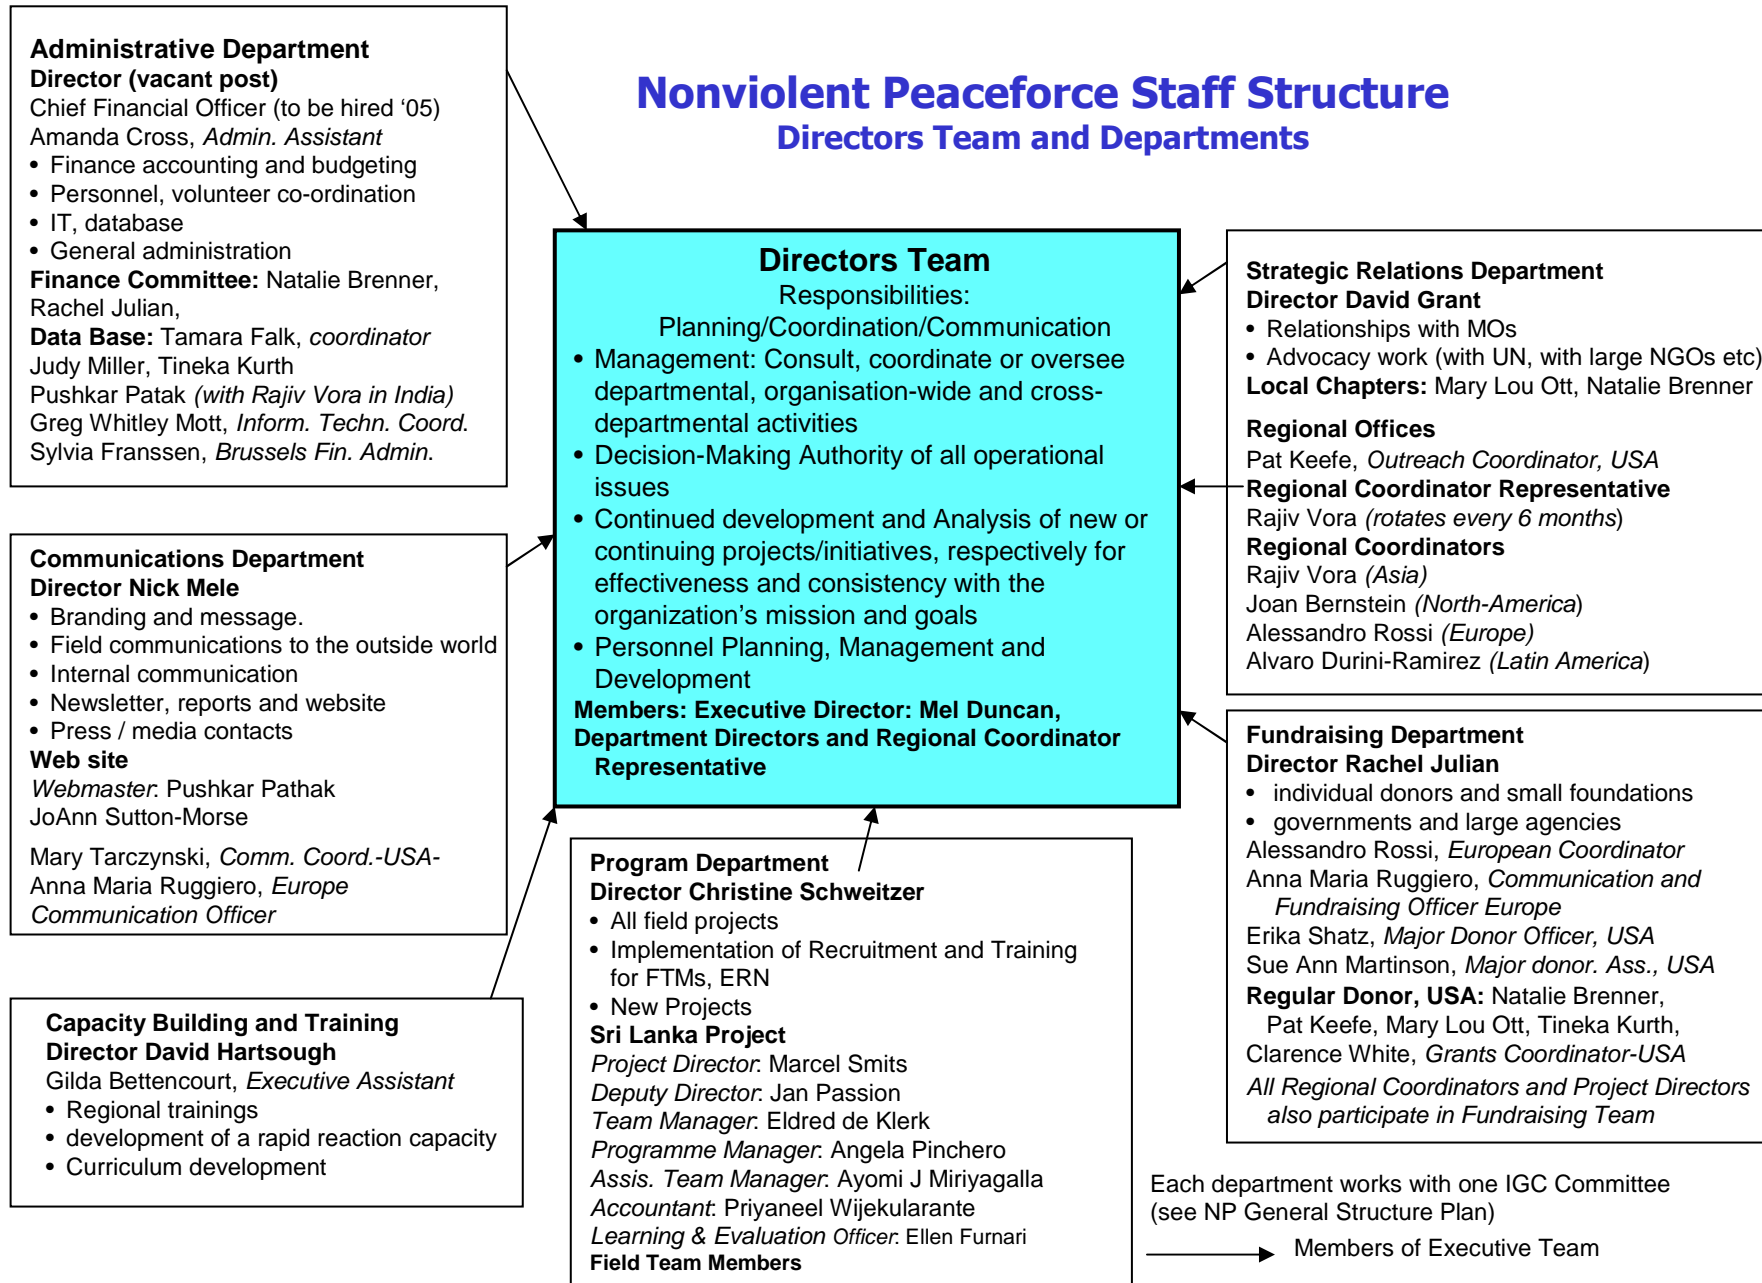 Nonviolent Peaceforce Staff Structure
Directors Team and Departments
Administrative Department
Director (vacant post)
Chief Financial Officer (to be hired ‘05)
Amanda Cross, Admin. Assistant
• Finance accounting and budgeting
• Personnel, volunteer co-ordination
• IT, database
• General administration
Finance Committee: Natalie Brenner,
Rachel Julian,
Data Base: Tamara Falk, coordinator
Judy Miller, Tineka Kurth
Pushkar Patak (with Rajiv Vora in India)
Greg Whitley Mott, Inform. Techn. Coord.
Sylvia Franssen, Brussels Fin. Admin.
Communications Department
Director Nick Mele
• Branding and message.
• Field communications to the outside world
• Internal communication
• Newsletter, reports and website
• Press / media contacts
Web site
Webmaster: Pushkar Pathak
JoAnn Sutton-Morse
Mary Tarczynski, Comm. Coord.-USA-
Anna Maria Ruggiero, Europe
Communication Officer
Capacity Building and Training
Director David Hartsough
Gilda Bettencourt, Executive Assistant
• Regional trainings
• development of a rapid reaction capacity
• Curriculum development
Directors Team
Responsibilities:
Planning/Coordination/Communication
• Management: Consult, coordinate or oversee
departmental, organisation-wide and cross-
departmental activities
• Decision-Making Authority of all operational
issues
• Continued development and Analysis of new or
continuing projects/initiatives, respectively for
effectiveness and consistency with the
organization’s mission and goals
• Personnel Planning, Management and
Development
Members: Executive Director: Mel Duncan,
Department Directors and Regional Coordinator
Representative
Program Department
Director Christine Schweitzer
• All field projects
• Implementation of Recruitment and Training
for FTMs, ERN
• New Projects
Sri Lanka Project
Project Director: Marcel Smits
Deputy Director: Jan Passion
Team Manager: Eldred de Klerk
Programme Manager: Angela Pinchero
Assis. Team Manager: Ayomi J Miriyagalla
Accountant: Priyaneel Wijekularante
Learning & Evaluation Officer: Ellen Furnari
Field Team Members
Strategic Relations Department
Director David Grant
• Relationships with MOs
• Advocacy work (with UN, with large NGOs etc)
Local Chapters: Mary Lou Ott, Natalie Brenner
Regional Offices
Pat Keefe, Outreach Coordinator, USA
Regional Coordinator Representative
Rajiv Vora (rotates every 6 months)
Regional Coordinators
Rajiv Vora (Asia)
Joan Bernstein (North-America)
Alessandro Rossi (Europe)
Alvaro Durini-Ramirez (Latin America)
Fundraising Department
Director Rachel Julian
• individual donors and small foundations
• governments and large agencies
Alessandro Rossi, European Coordinator
Anna Maria Ruggiero, Communication and
Fundraising Officer Europe
Erika Shatz, Major Donor Officer, USA
Sue Ann Martinson, Major donor. Ass., USA
Regular Donor, USA: Natalie Brenner,
Pat Keefe, Mary Lou Ott, Tineka Kurth,
Clarence White, Grants Coordinator-USA
All Regional Coordinators and Project Directors
also participate in Fundraising Team
Each department works with one IGC Committee
(see NP General Structure Plan)
Members of Executive Team